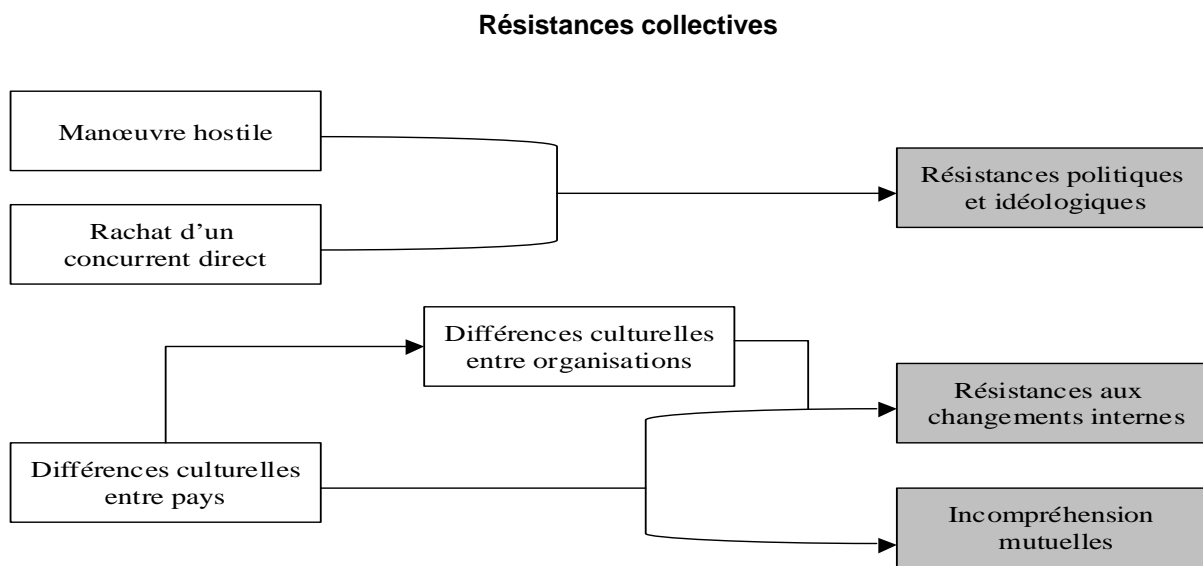 Résistances collectives
Manœuvre hostile
Résistances politiques
et idéologiques
Rachat d'un
concurrent direct
Différences culturelles
entre organisations
Résistances aux
changements internes
Différences culturelles
entre pays
Incompréhension
mutuelles